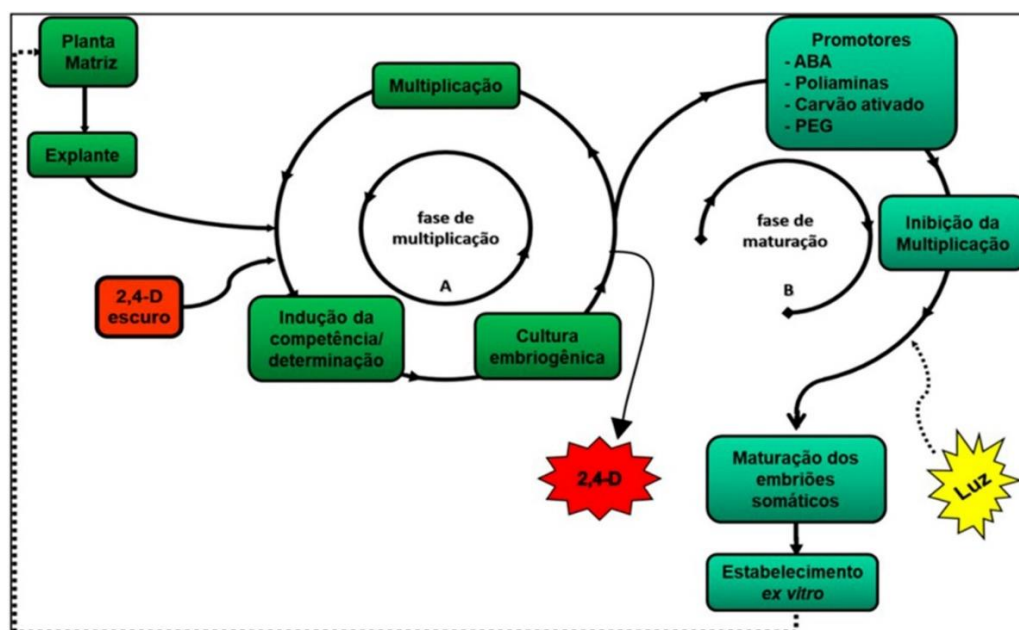 Planta
Matriz
Explante
2,4-D
escuro
Multiplicação
fase de
multiplicação
A
Indução da
competência/
determinação
Cultura
embriogênica
2,4-D
Promotores
- ABA
- Poliaminas
- Carvão ativado
- PEG
fase de
maturação
B
Inibição da
Multiplicação
Luz
Maturação dos
embriões
somáticos
Estabelecimento
ex vitro